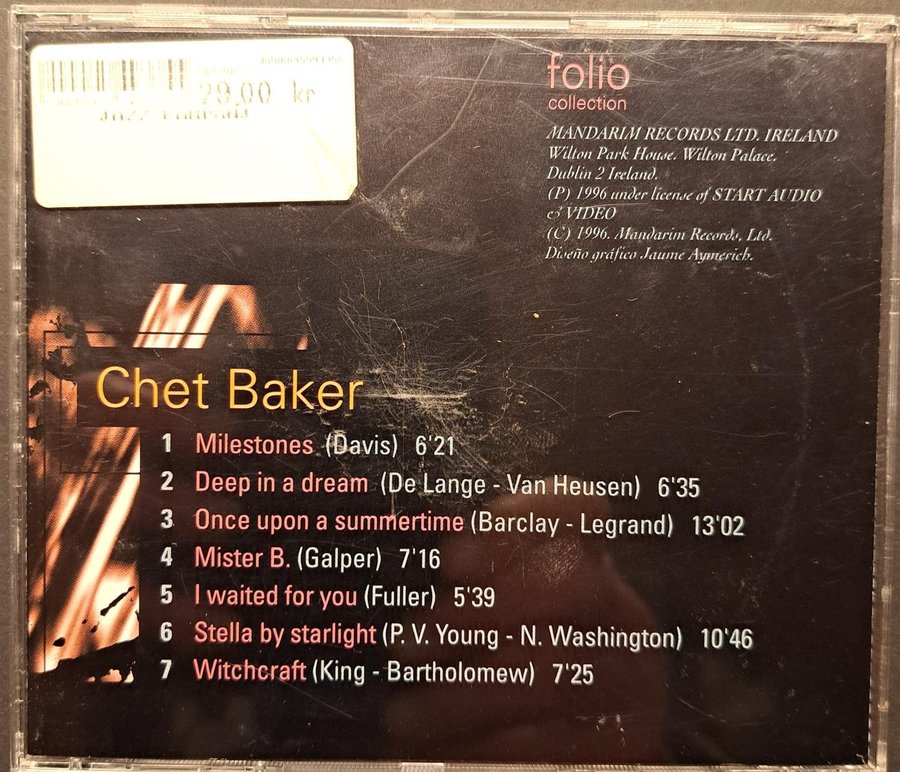 29.00 kr
folio
collection
MANDARIM RECORDS LTD. IRELAND
Wilton Park House. Wilton Palace.
Dublin 2 Ireland.
(P) 1996 under license of START AUDIO
& VIDEO
(C) 1996. Mandarim Records, Ltd.
Diseño gráfico Jaume Aymerich.
Chet Baker
1 Milestones (Davis) 6'21
2 Deep in a dream (De Lange - Van Heusen) 6'35
3 Once upon a summertime (Barclay - Legrand) 13'02
4 Mister B. (Galper) 7'16
5 I waited for you (Fuller) 5'39
6 Stella by starlight (P. V. Young - N. Washington) 10'46
7 Witchcraft (King - Bartholomew) 7'25